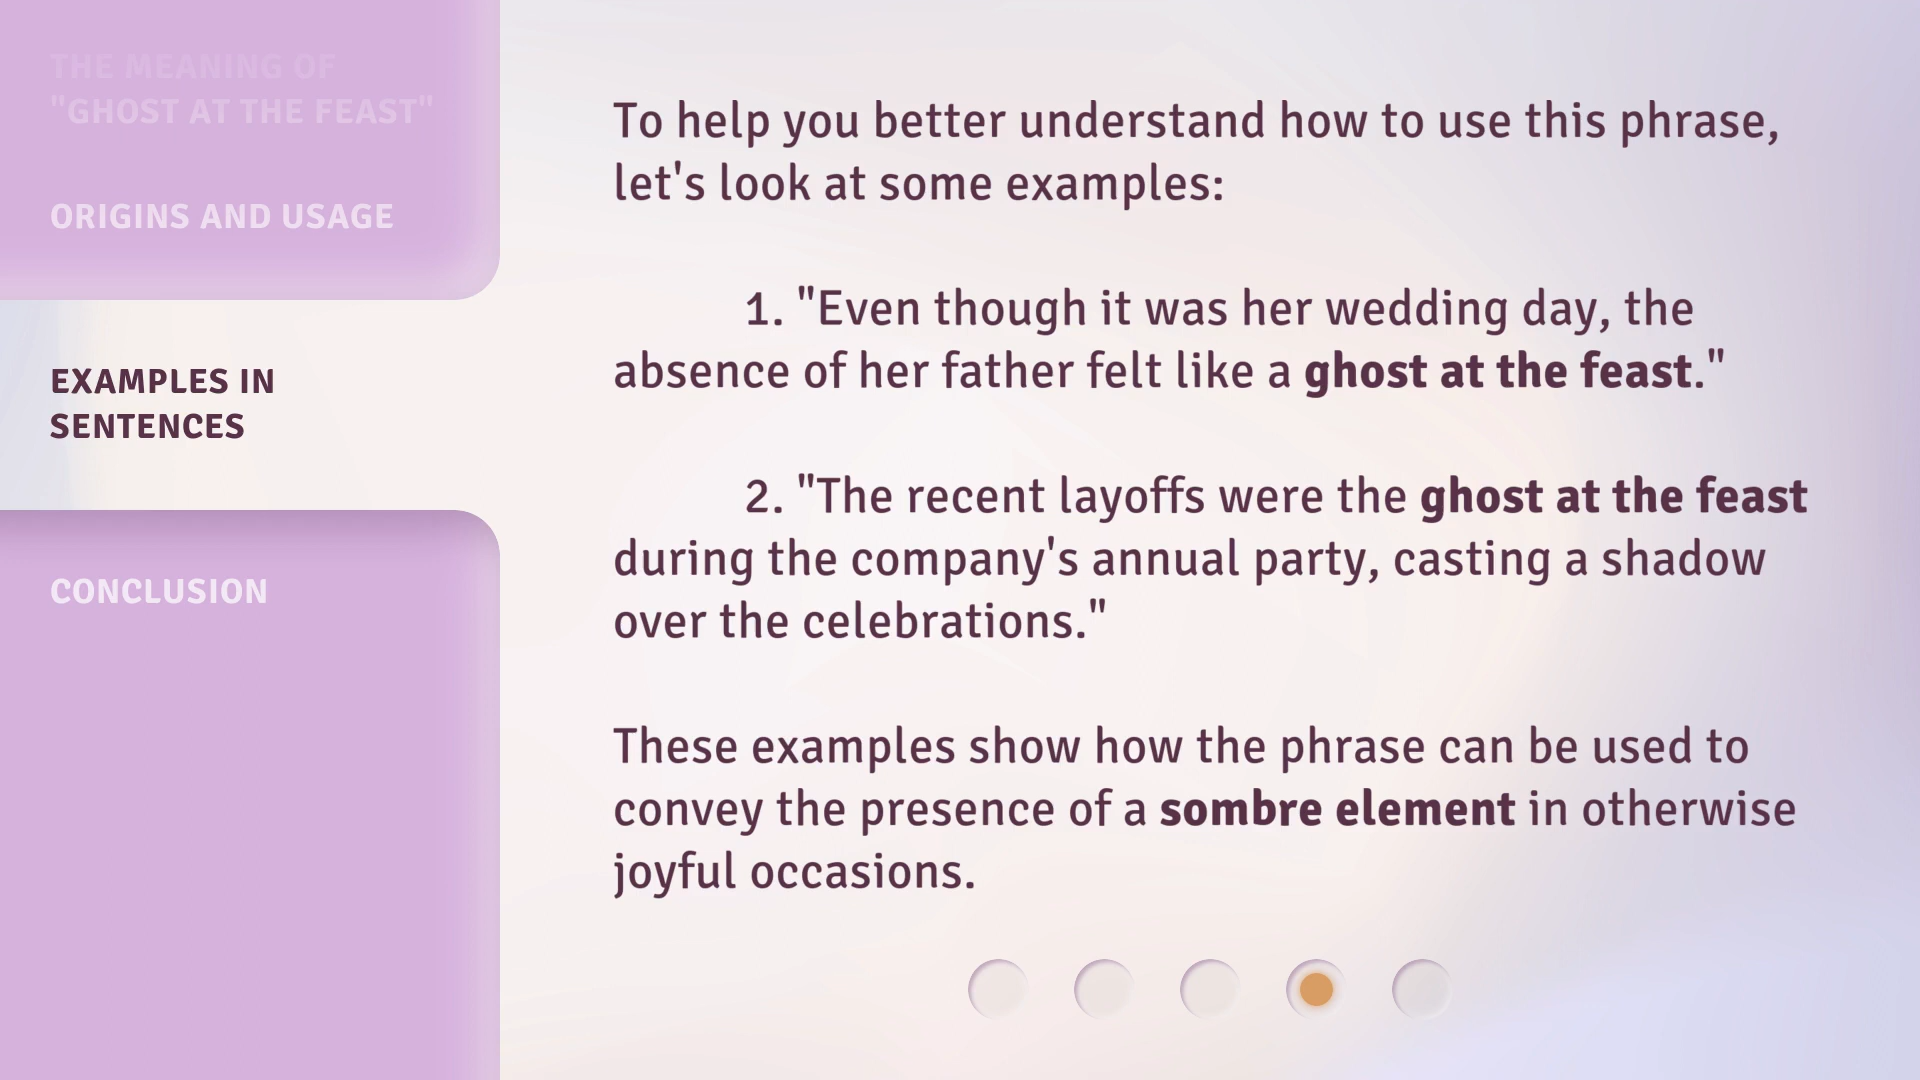 THE MEANING OF
"GHOST AT THE FEAST"
ORIGINS AND USAGE
EXAMPLES IN
SENTENCES
CONCLUSION
To help you better understand how to use this phrase,
let's look at some examples:
1. "Even though it was her wedding day, the
absence of her father felt like a ghost at the feast."
2. "The recent layoffs were the ghost at the feast
during the company's annual party, casting a shadow
over the celebrations."
These examples show how the phrase can be used to
convey the presence of a sombre element in otherwise
joyful occasions.